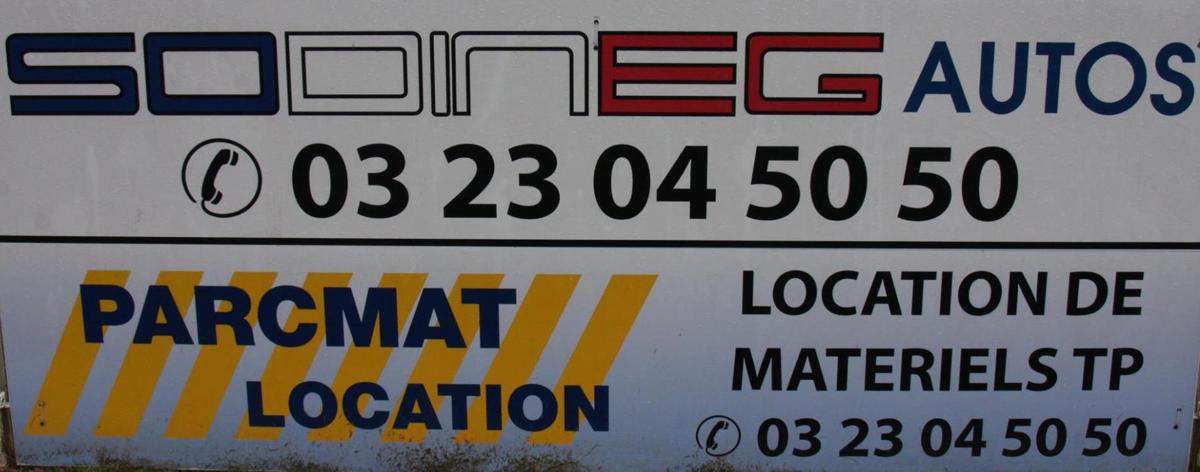 SODINEG AUTOS
03 23 04 50 50
PARCMAT
LOCATION
LOCATION DE
MATERIELS TP
03 23 04 50 50